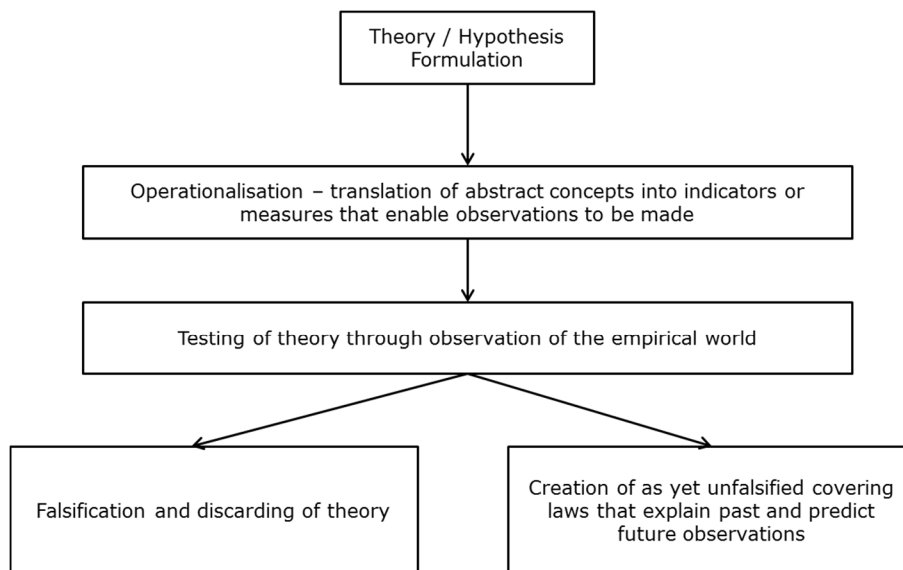 Theory / Hypothesis
Formulation
Operationalisation – translation of abstract concepts into indicators or
measures that enable observations to be made
Testing of theory through observation of the empirical world
Falsification and discarding of theory
Creation of as yet unfalsified covering
laws that explain past and predict
future observations